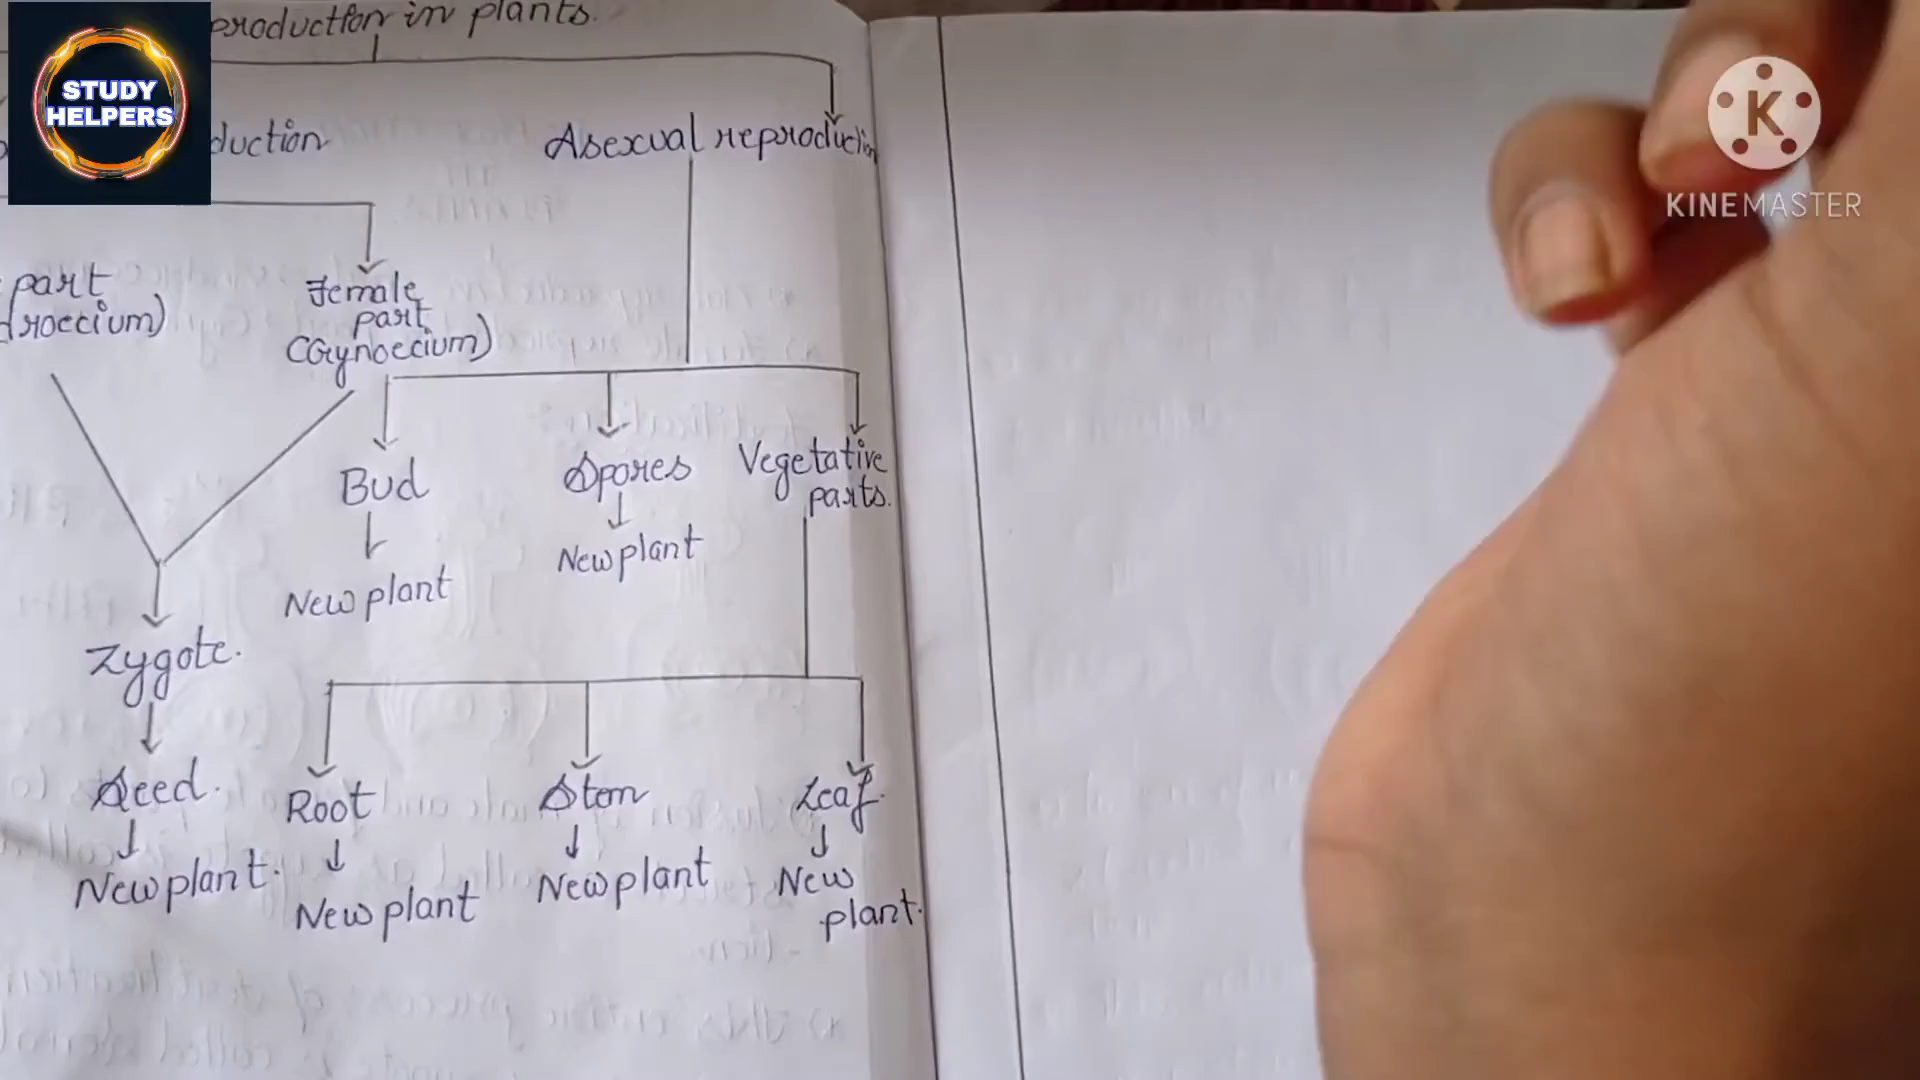 production in plants.
STUDY
HELPERS
duction
Asexual reproduction
KINEMASTER
part
droecium)
Female
part
(Gynoecium)
Bud
Spores
Vegetative
parts.
New plant
New plant
Zygote.
Seed.
Root
Stem
Leaf.
New plant.
New plant
New plant
New
plant.